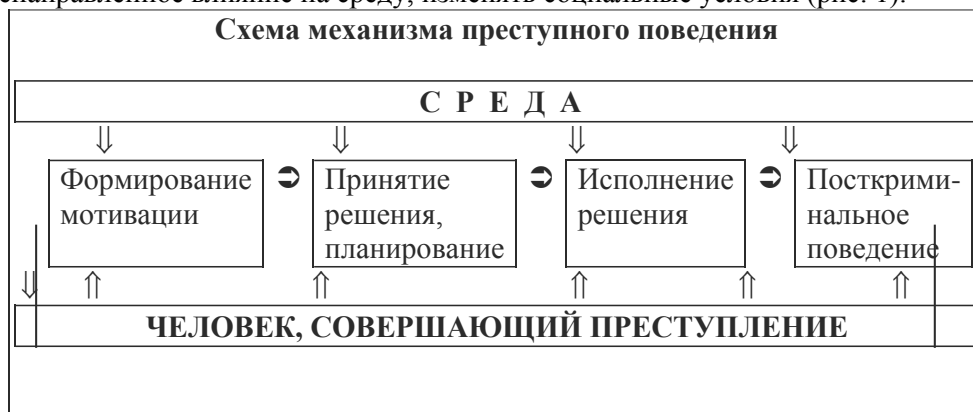 снаправленное влияние на среду, изменять социальные условия (рис. 1).
Схема механизма преступного поведения
С Р Е Д А
⇓ ⇓ ⇓ ⇓
Формирование мотивации
➲
Принятие решения, планирование
➲
Исполнение решения
➲
Посткрими-
нальное
поведение
⇓ ⇑ ⇑ ⇑ ⇑ ⇑
ЧЕЛОВЕК, СОВЕРШАЮЩИЙ ПРЕСТУПЛЕНИЕ